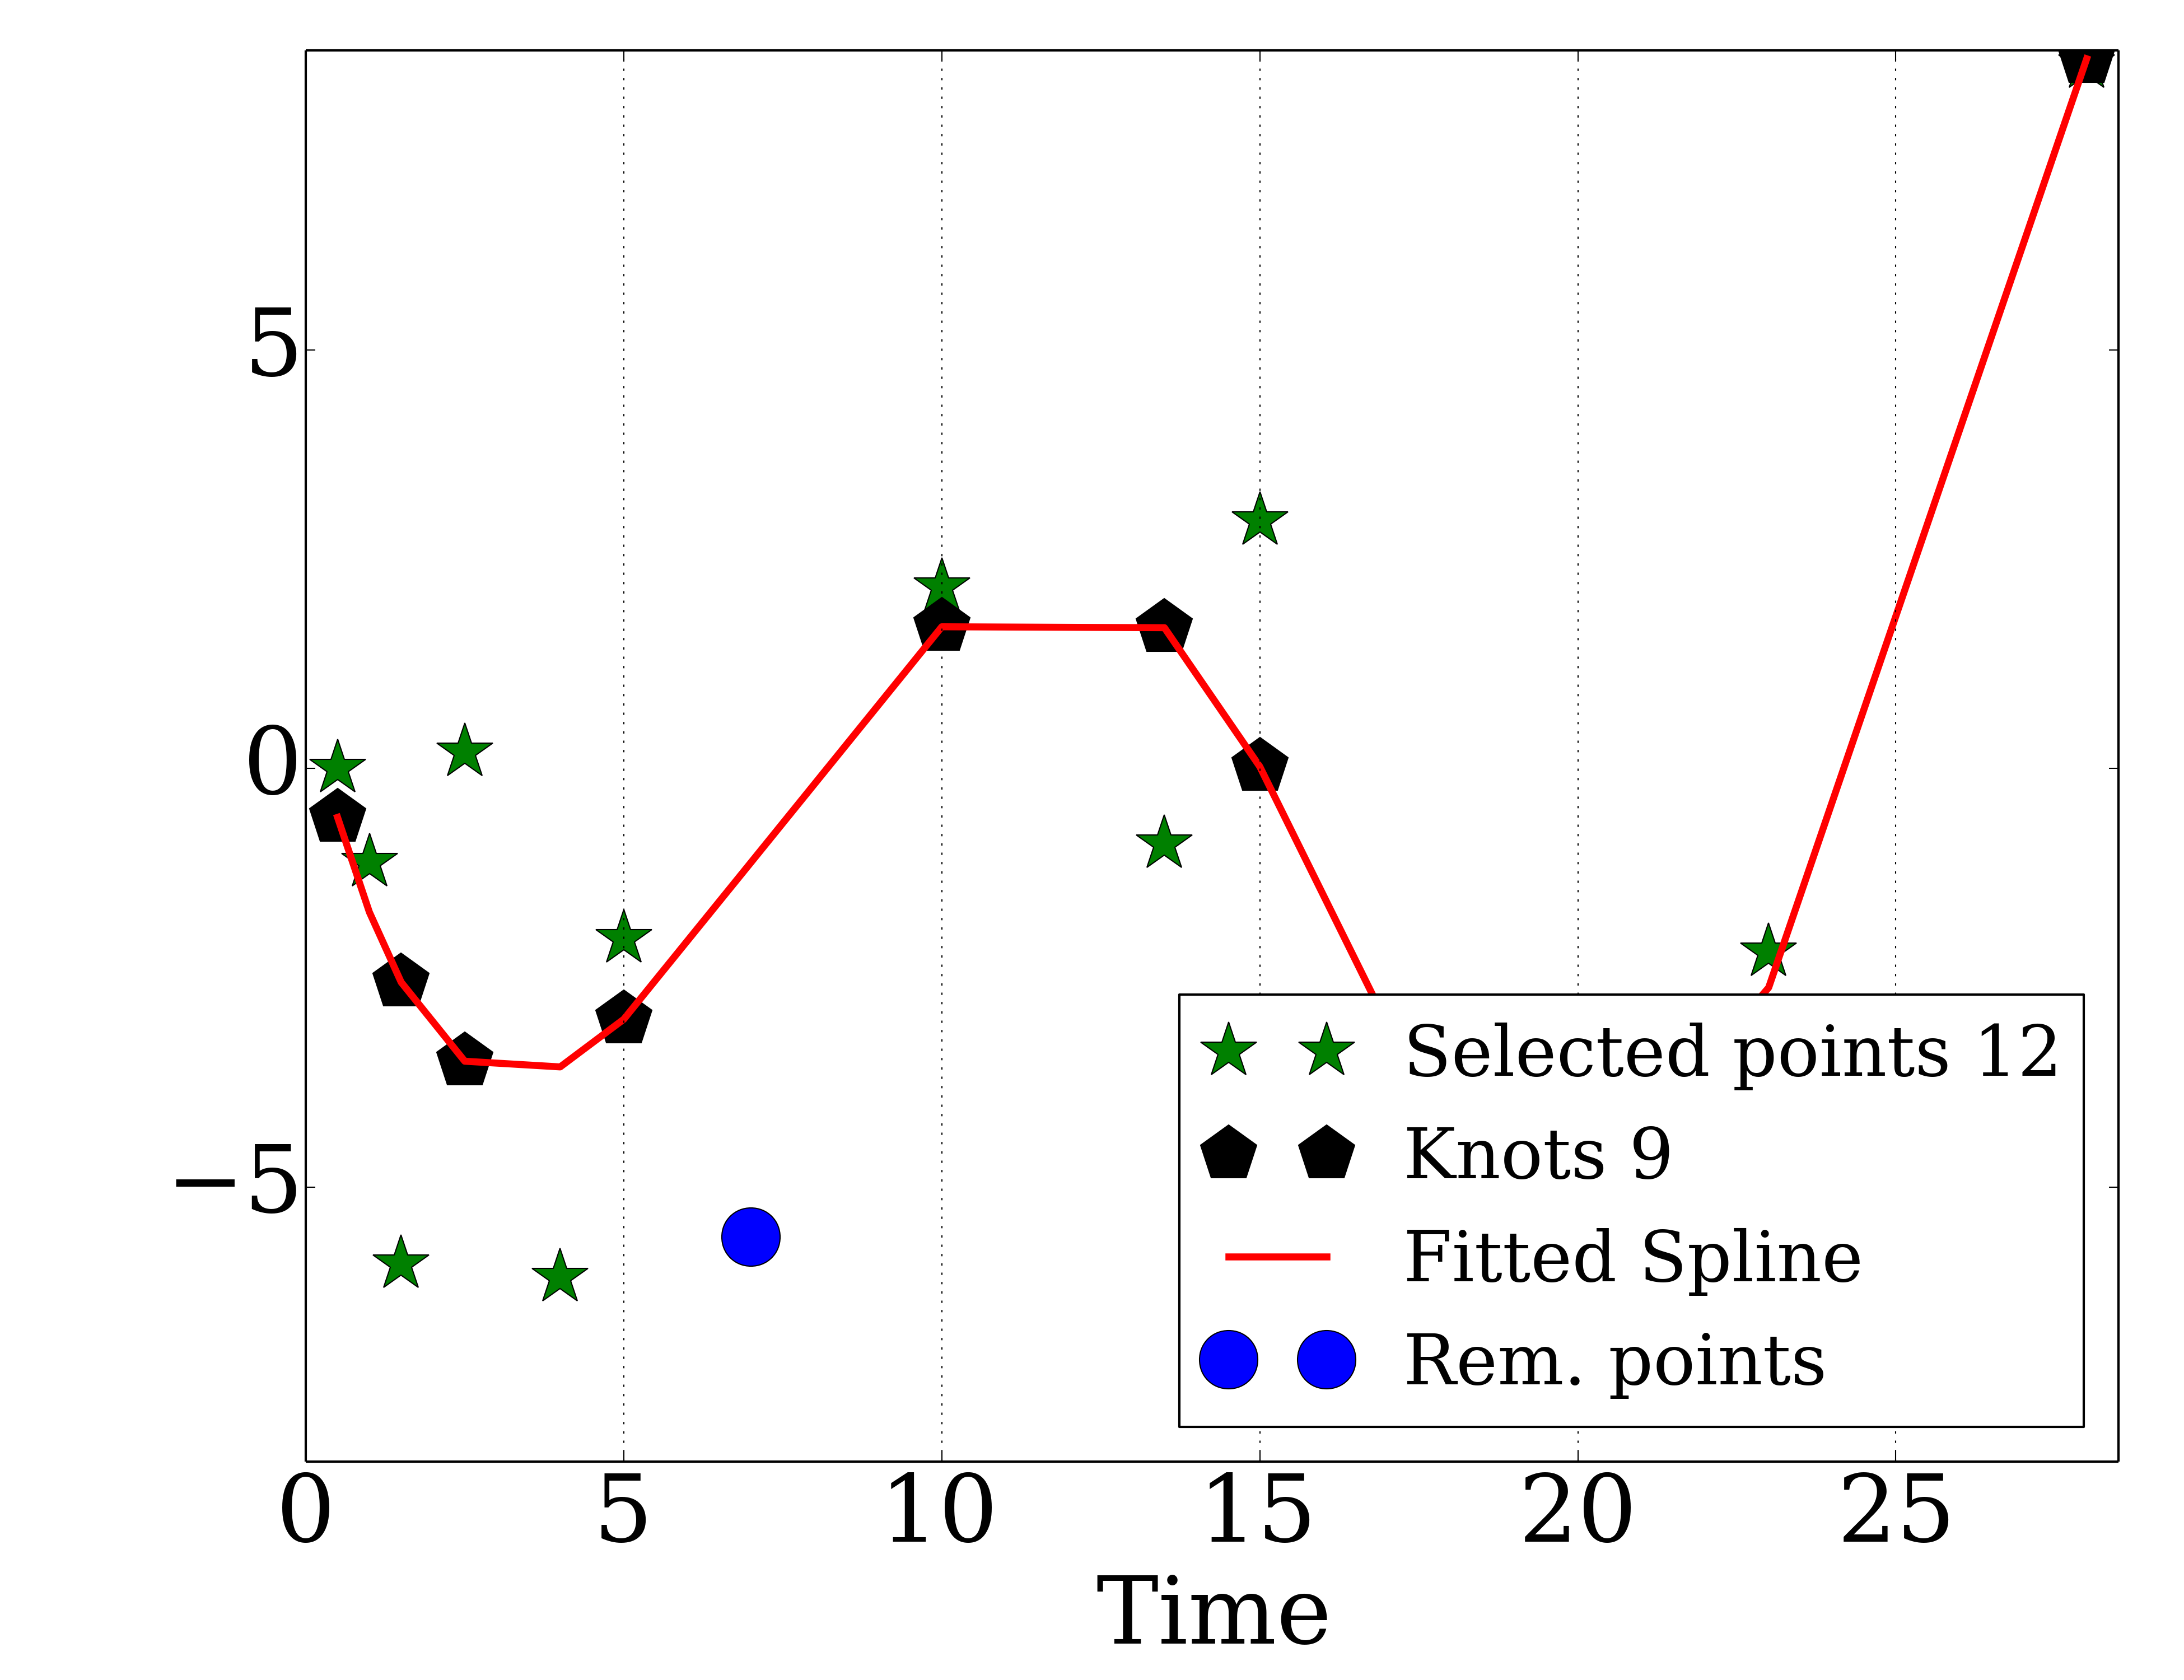 5
0
−5
Selected points 12
Knots 9
Fitted Spline
Rem. points
0 5 10 15 20 25
Time